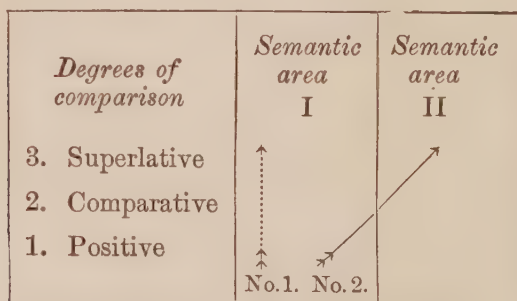 Degrees of
comparison
Semantic
area
I
Semantic
area
II
3. Superlative
2. Comparative
1. Positive
No.1. No.2.